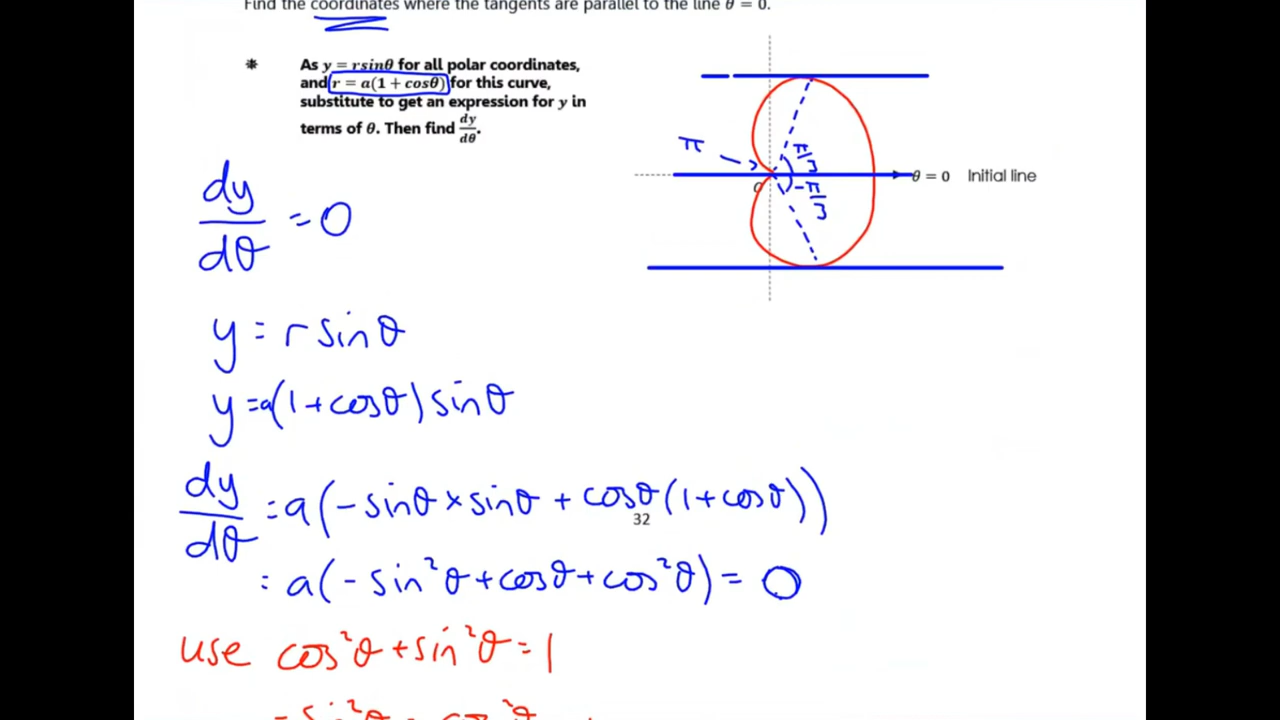 Find the coordinates where the tangents are parallel to the line θ = 0.
* As y = rsinθ for all polar coordinates,
and r = a(1 + cosθ) for this curve,
substitute to get an expression for y in
terms of θ. Then find dy/dθ.
π
π/3
-π/3
O
θ = 0 Initial line
dy/dθ = 0
y = r sinθ
y = a(1 + cosθ) sinθ
dy/dθ = a(-sinθ × sinθ + cosθ(1 + cosθ))
32
= a(-sin²θ + cosθ + cos²θ) = 0
use cos²θ + sin²θ = 1